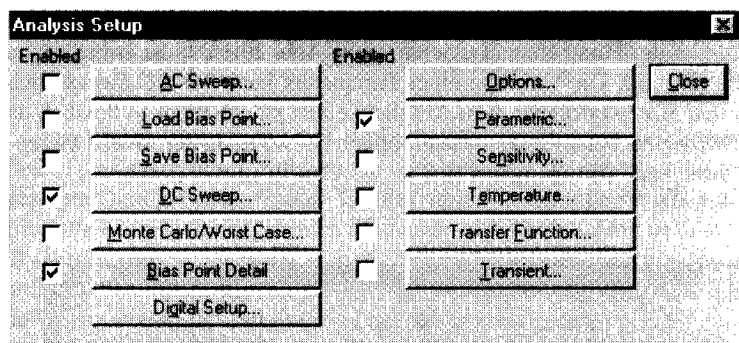 Analysis Setup
Enabled
AC Sweep...
Load Bias Point...
Save Bias Point...
DC Sweep...
Monte Carlo/Worst Case...
Bias Point Detail
Digital Setup...
Enabled
Options...
Parametric...
Sensitivity...
Temperature...
Transfer Function...
Transient...
Close